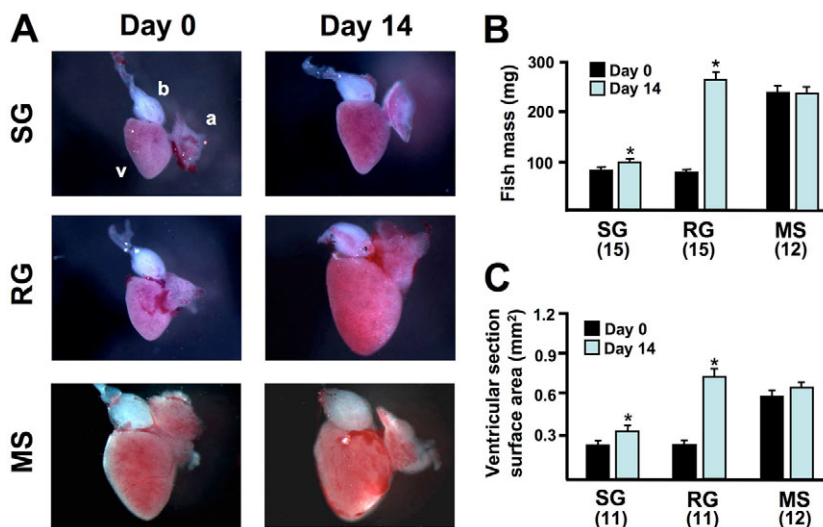 A
Day 0
Day 14
SG
b
a
v
RG
MS
B
Fish mass (mg)
300
200
100
Day 0
Day 14
*
*
SG
RG
MS
(15)
(15)
(12)
C
Ventricular section
surface area (mm²)
1.2
0.9
0.6
0.3
Day 0
Day 14
*
*
SG
RG
MS
(11)
(11)
(12)